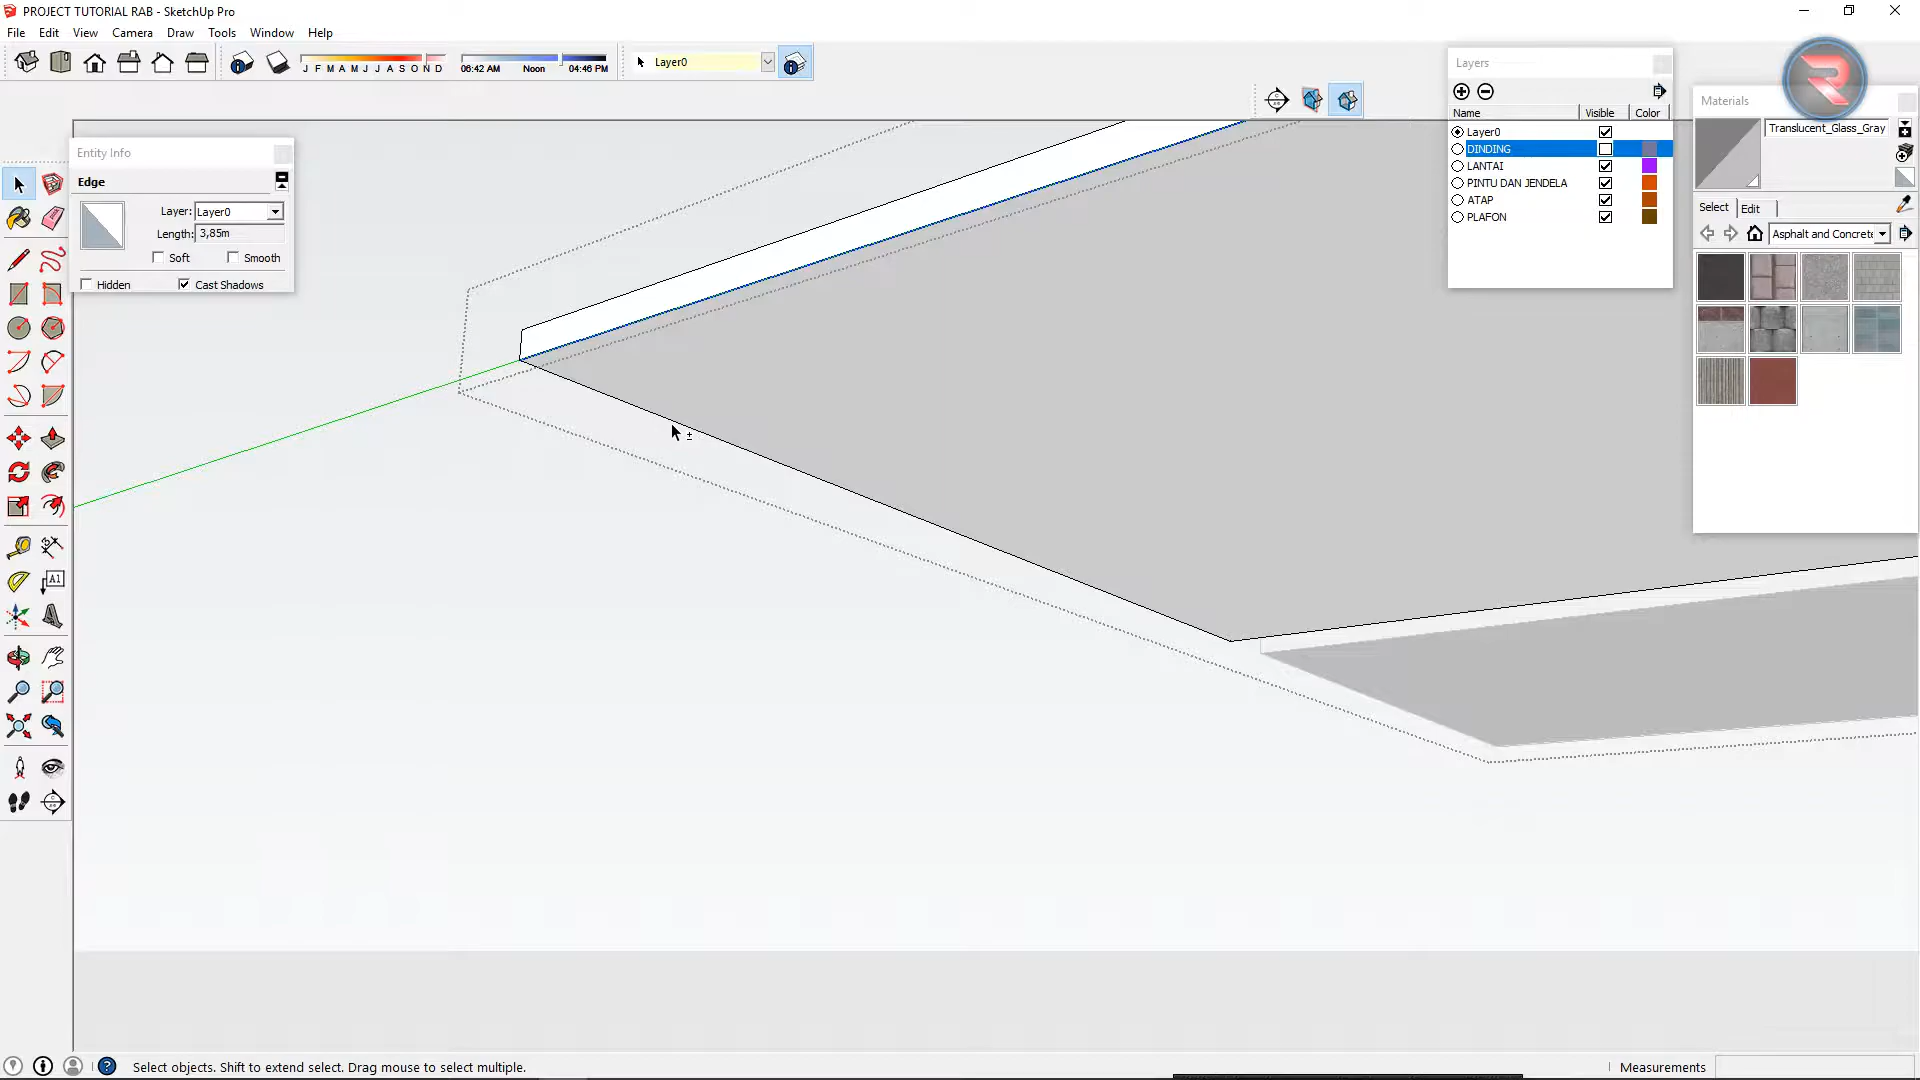 PROJECT TUTORIAL RAB - SketchUp Pro
File Edit View Camera Draw Tools Window Help
J F M A M J J A S O N D
06:42 AM Noon 04:46 PM
Layer0
Layers
Name Visible Color
Layer0
DINDING
LANTAI
PINTU DAN JENDELA
ATAP
PLAFON
Materials
Translucent_Glass_Gray
Select Edit
Asphalt and Concrete
Entity Info
Edge
Layer: Layer0
Length: 3,85m
Soft Smooth
Hidden Cast Shadows
A1
Select objects. Shift to extend select. Drag mouse to select multiple.
Measurements